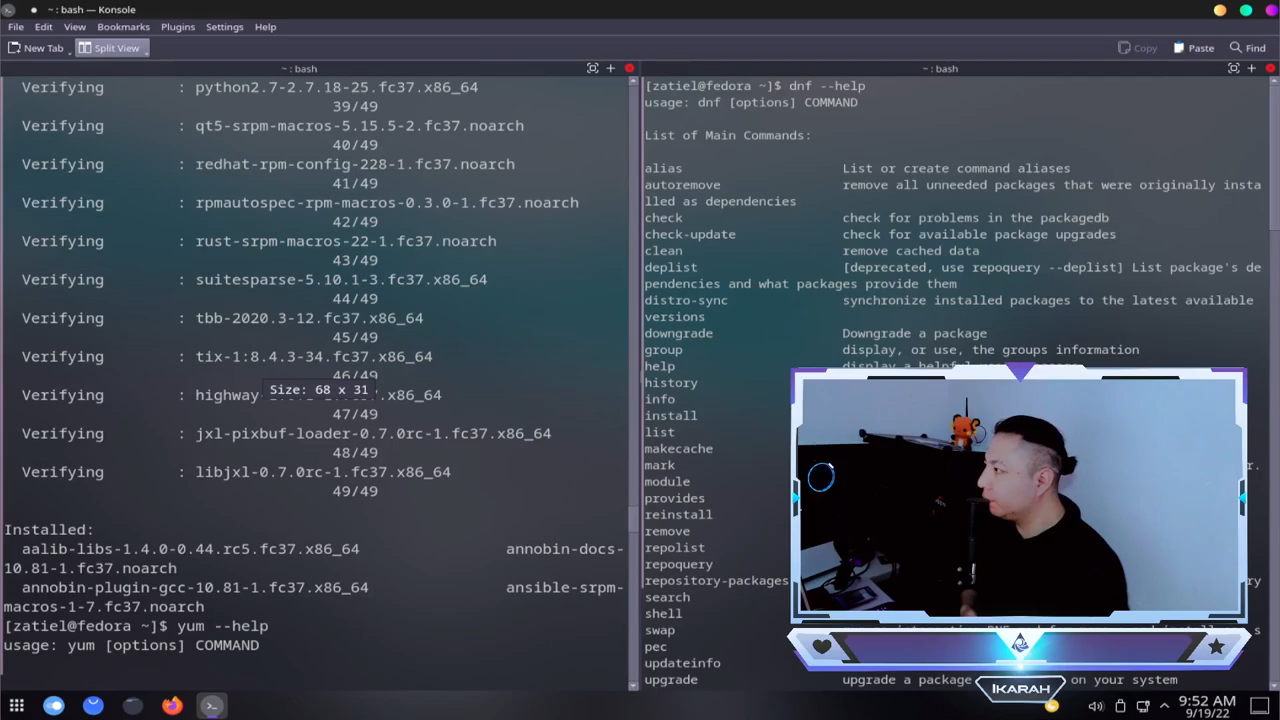 ~ : bash — Konsole
File Edit View Bookmarks Plugins Settings Help
New Tab Split View Copy Paste Find
~ : bash
Verifying : python2.7-2.7.18-25.fc37.x86_64
39/49
Verifying : qt5-srpm-macros-5.15.5-2.fc37.noarch
40/49
Verifying : redhat-rpm-config-228-1.fc37.noarch
41/49
Verifying : rpmautospec-rpm-macros-0.3.0-1.fc37.noarch
42/49
Verifying : rust-srpm-macros-22-1.fc37.noarch
43/49
Verifying : suitesparse-5.10.1-3.fc37.x86_64
44/49
Verifying : tbb-2020.3-12.fc37.x86_64
45/49
Verifying : tix-1:8.4.3-34.fc37.x86_64
46/49
Size: 68 x 31
Verifying : highway .x86_64
47/49
Verifying : jxl-pixbuf-loader-0.7.0rc-1.fc37.x86_64
48/49
Verifying : libjxl-0.7.0rc-1.fc37.x86_64
49/49
Installed:
aalib-libs-1.4.0-0.44.rc5.fc37.x86_64 annobin-docs-
10.81-1.fc37.noarch
annobin-plugin-gcc-10.81-1.fc37.x86_64 ansible-srpm-
macros-1-7.fc37.noarch
[zatiel@fedora ~]$ yum --help
usage: yum [options] COMMAND
~ : bash
[zatiel@fedora ~]$ dnf --help
usage: dnf [options] COMMAND
List of Main Commands:
alias List or create command aliases
autoremove remove all unneeded packages that were originally insta
lled as dependencies
check check for problems in the packagedb
check-update check for available package upgrades
clean remove cached data
deplist [deprecated, use repoquery --deplist] List package's de
pendencies and what packages provide them
distro-sync synchronize installed packages to the latest available
versions
downgrade Downgrade a package
group display, or use, the groups information
help display a helpful
history
info
install
list
makecache
mark r.
module
provides
reinstall
remove
repolist
repoquery
repository-packages ry
search
shell
swap s
pec
updateinfo
upgrade upgrade a package on your system
IKARAH
9:52 AM
9/19/22